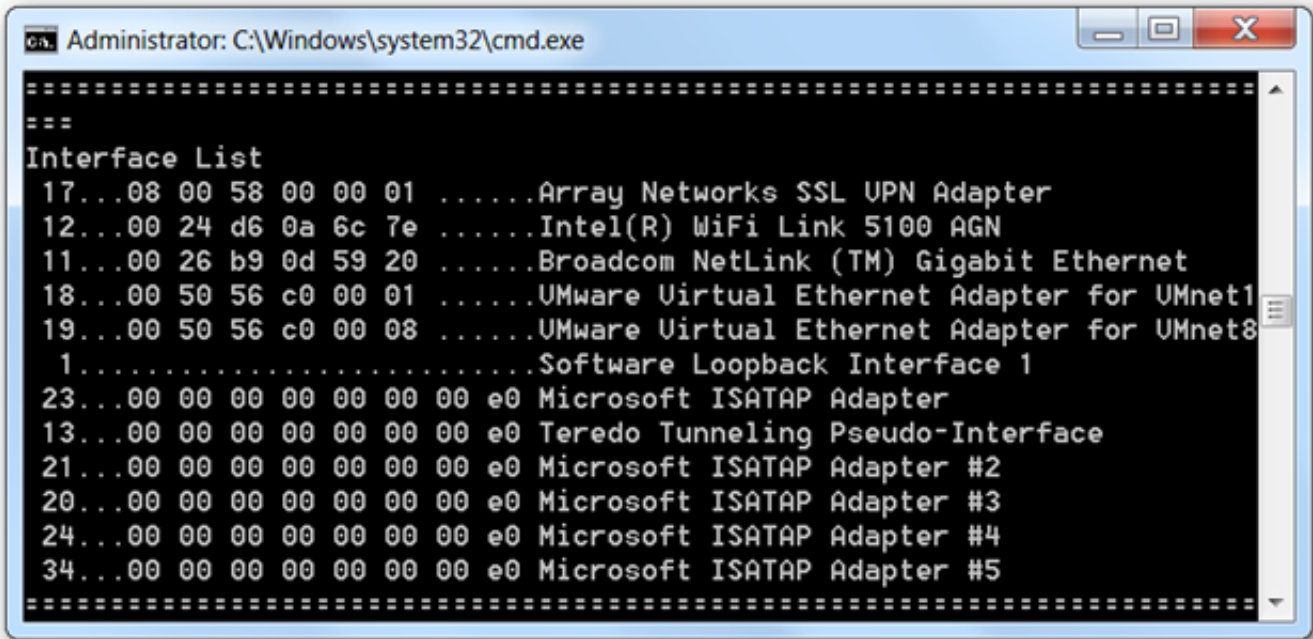 Administrator: C:\Windows\system32\cmd.exe
===========================================================================
===
Interface List
 17...08 00 58 00 00 01 ......Array Networks SSL VPN Adapter
 12...00 24 d6 0a 6c 7e ......Intel(R) WiFi Link 5100 AGN
 11...00 26 b9 0d 59 20 ......Broadcom NetLink (TM) Gigabit Ethernet
 18...00 50 56 c0 00 01 ......VMware Virtual Ethernet Adapter for VMnet1
 19...00 50 56 c0 00 08 ......VMware Virtual Ethernet Adapter for VMnet8
  1...........................Software Loopback Interface 1
 23...00 00 00 00 00 00 00 e0 Microsoft ISATAP Adapter
 13...00 00 00 00 00 00 00 e0 Teredo Tunneling Pseudo-Interface
 21...00 00 00 00 00 00 00 e0 Microsoft ISATAP Adapter #2
 20...00 00 00 00 00 00 00 e0 Microsoft ISATAP Adapter #3
 24...00 00 00 00 00 00 00 e0 Microsoft ISATAP Adapter #4
 34...00 00 00 00 00 00 00 e0 Microsoft ISATAP Adapter #5
===========================================================================